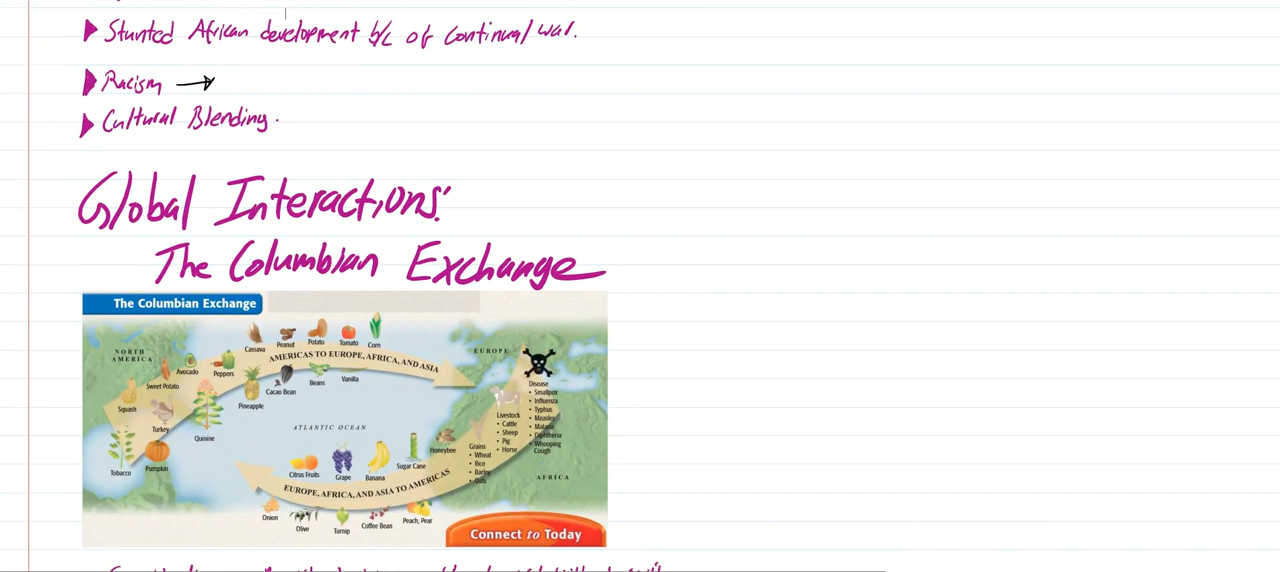 Stunted African development b/c of continual war.
Racism →
Cultural Blending.
Global Interactions:
The Columbian Exchange
The Columbian Exchange
Cassava
Peanut
Potato
Tomato
Corn
NORTH AMERICA
EUROPE
AMERICAS TO EUROPE, AFRICA, AND ASIA
Avocado
Peppers
Sweet Potato
Cacao Bean
Beans
Vanilla
Pineapple
Squash
Turkey
Quinine
Tobacco
Pumpkin
ATLANTIC OCEAN
Disease
• Smallpox
• Influenza
• Typhus
• Measles
• Malaria
• Diphtheria
• Whooping Cough
Livestock
• Cattle
• Sheep
• Pig
• Horse
Honeybee
Grains
• Wheat
• Rice
• Barley
• Oats
Citrus Fruits
Grape
Banana
Sugar Cane
AFRICA
EUROPE, AFRICA, AND ASIA TO AMERICAS
Onion
Olive
Turnip
Coffee Bean
Peach, Pear
Connect to Today